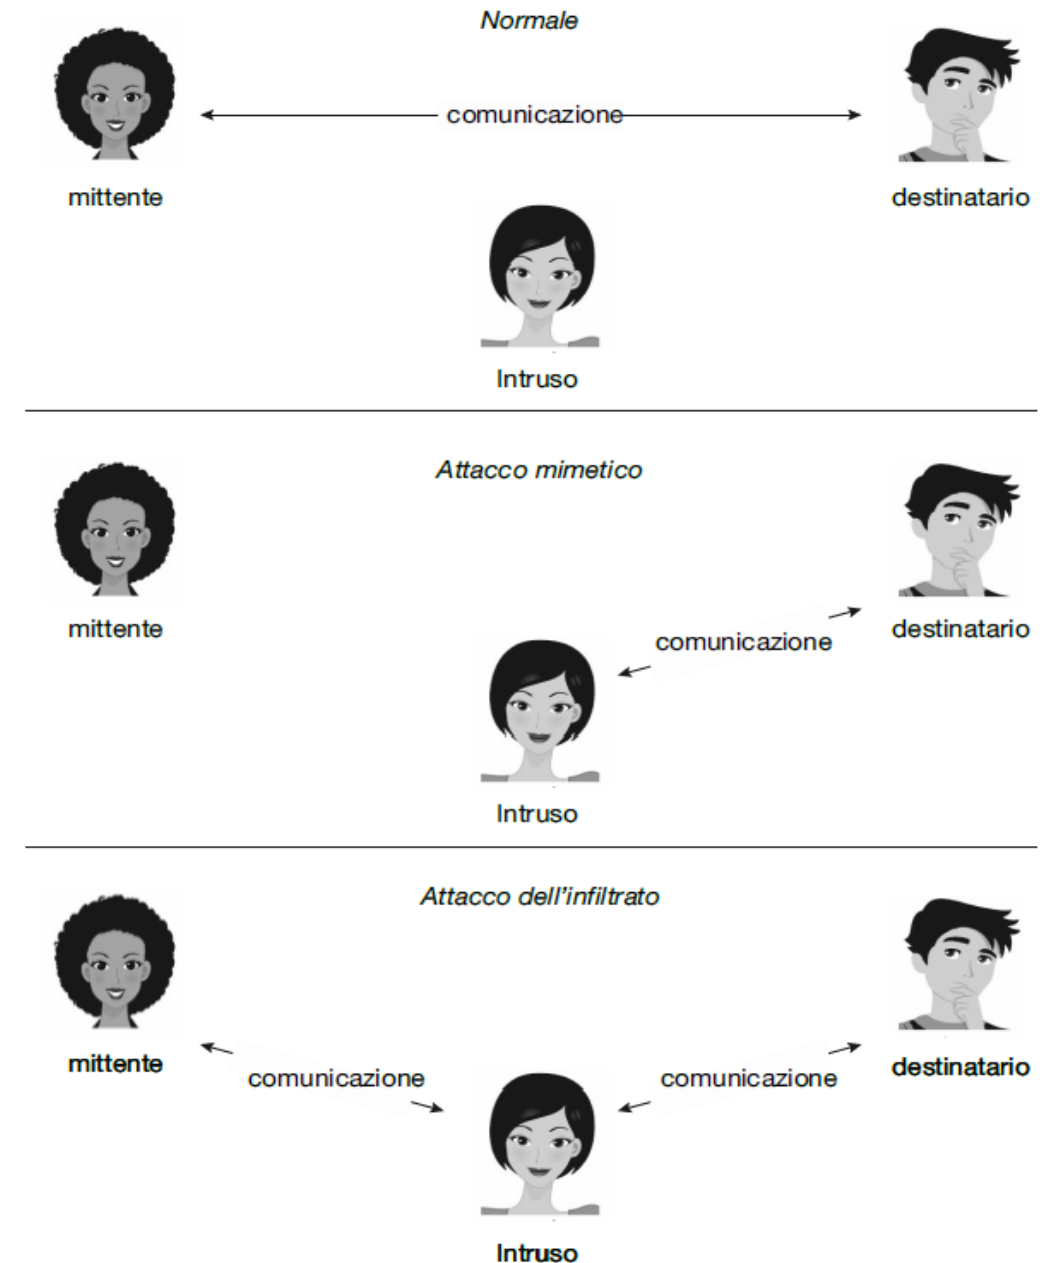 Normale
comunicazione
mittente
destinatario
Intruso
Attacco mimetico
mittente
destinatario
comunicazione
Intruso
Attacco dell'infiltrato
mittente
destinatario
comunicazione
comunicazione
Intruso